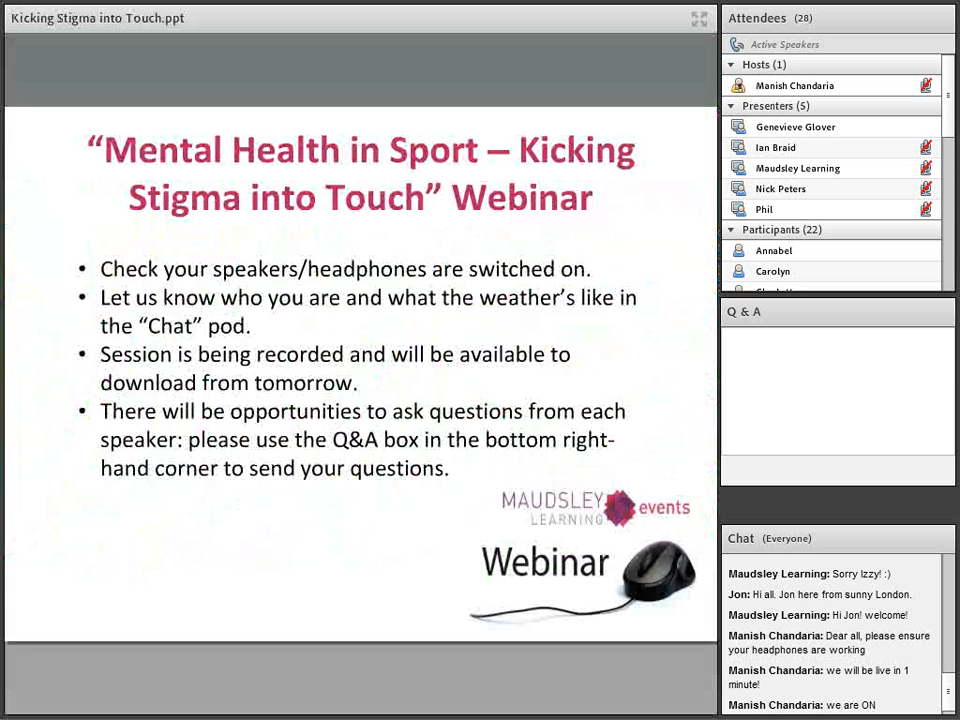 Kicking Stigma into Touch.ppt
“Mental Health in Sport – Kicking
Stigma into Touch” Webinar
• Check your speakers/headphones are switched on.
• Let us know who you are and what the weather’s like in
the “Chat” pod.
• Session is being recorded and will be available to
download from tomorrow.
• There will be opportunities to ask questions from each
speaker: please use the Q&A box in the bottom right-
hand corner to send your questions.
MAUDSLEY
LEARNING
events
Webinar
Attendees (28)
Active Speakers
Hosts (1)
Manish Chandaria
Presenters (5)
Genevieve Glover
Ian Braid
Maudsley Learning
Nick Peters
Phil
Participants (22)
Annabel
Carolyn
Q & A
Chat (Everyone)
Maudsley Learning: Sorry Izzy! :)
Jon: Hi all. Jon here from sunny London.
Maudsley Learning: Hi Jon! welcome!
Manish Chandaria: Dear all, please ensure
your headphones are working
Manish Chandaria: we will be live in 1
minute!
Manish Chandaria: we are ON